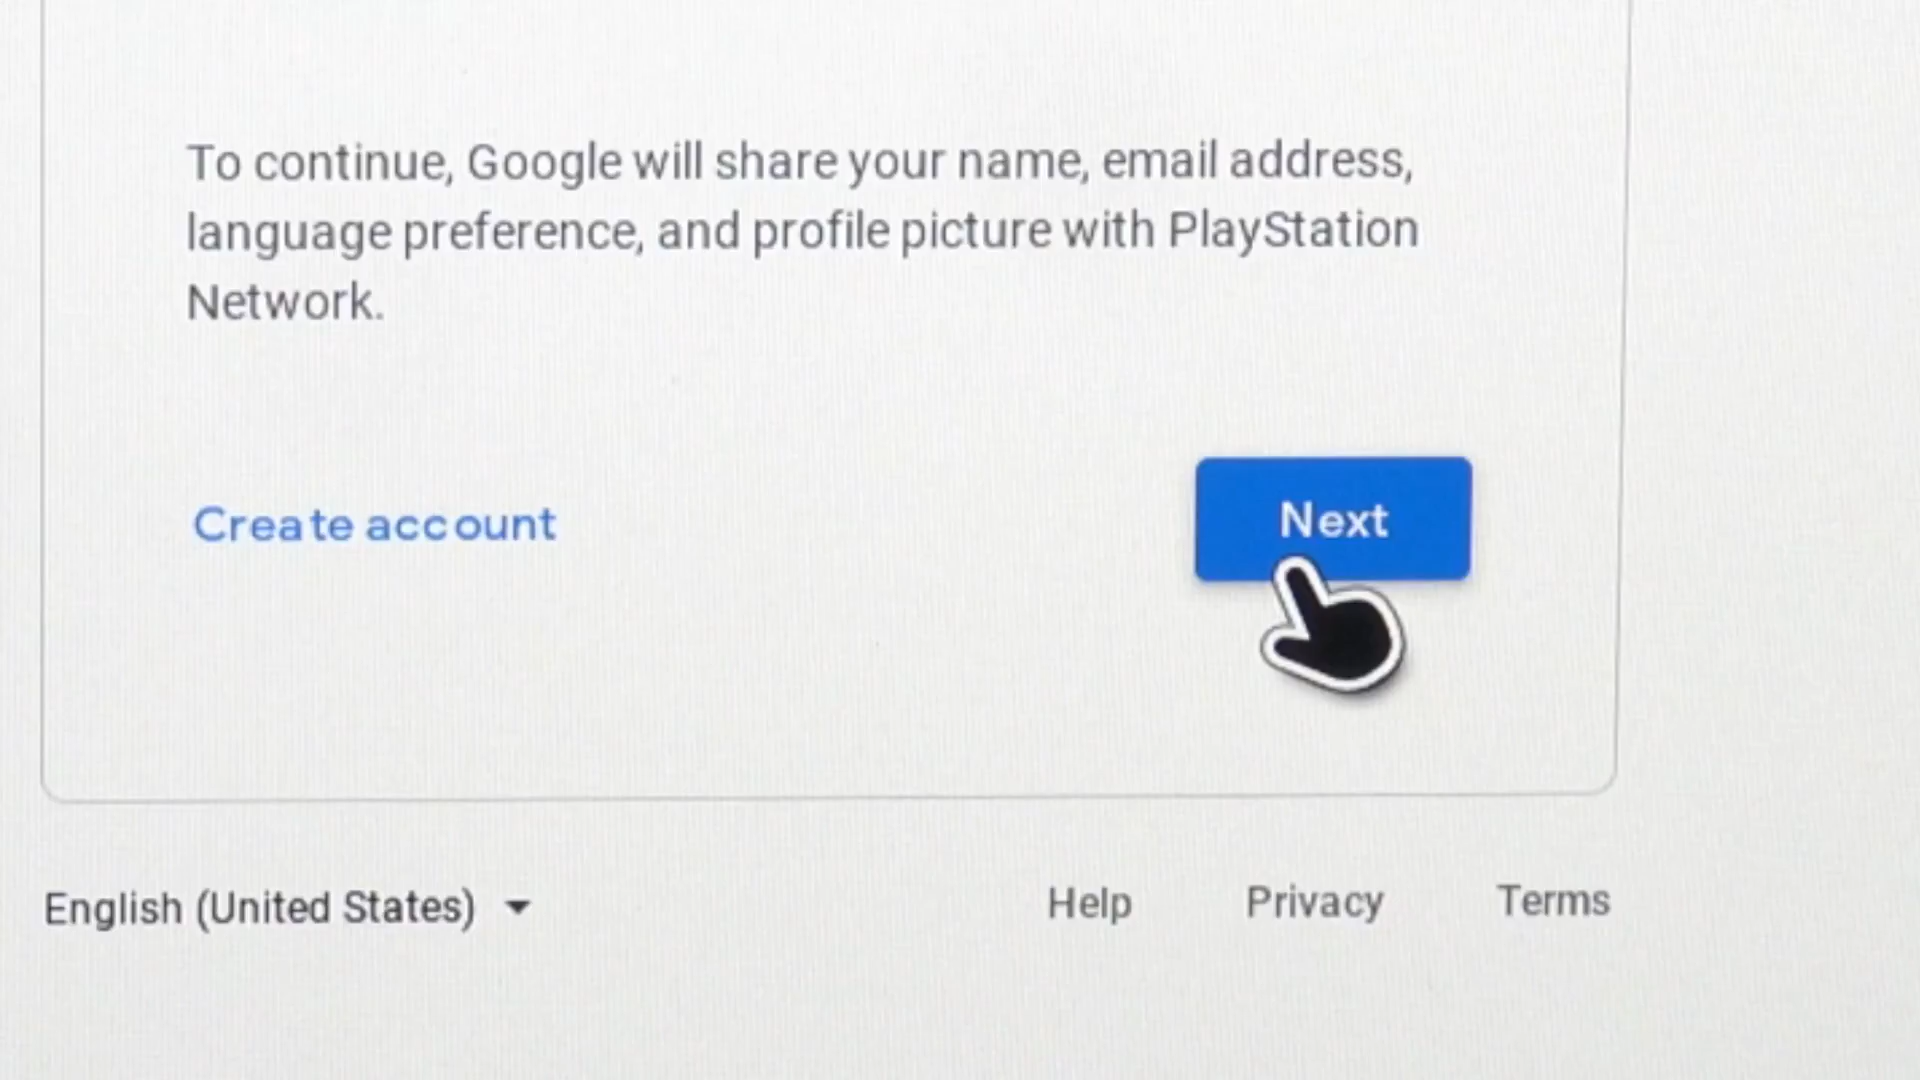 To continue, Google will share your name, email address,
language preference, and profile picture with PlayStation
Network.
Create account
Next
English (United States)
Help
Privacy
Terms